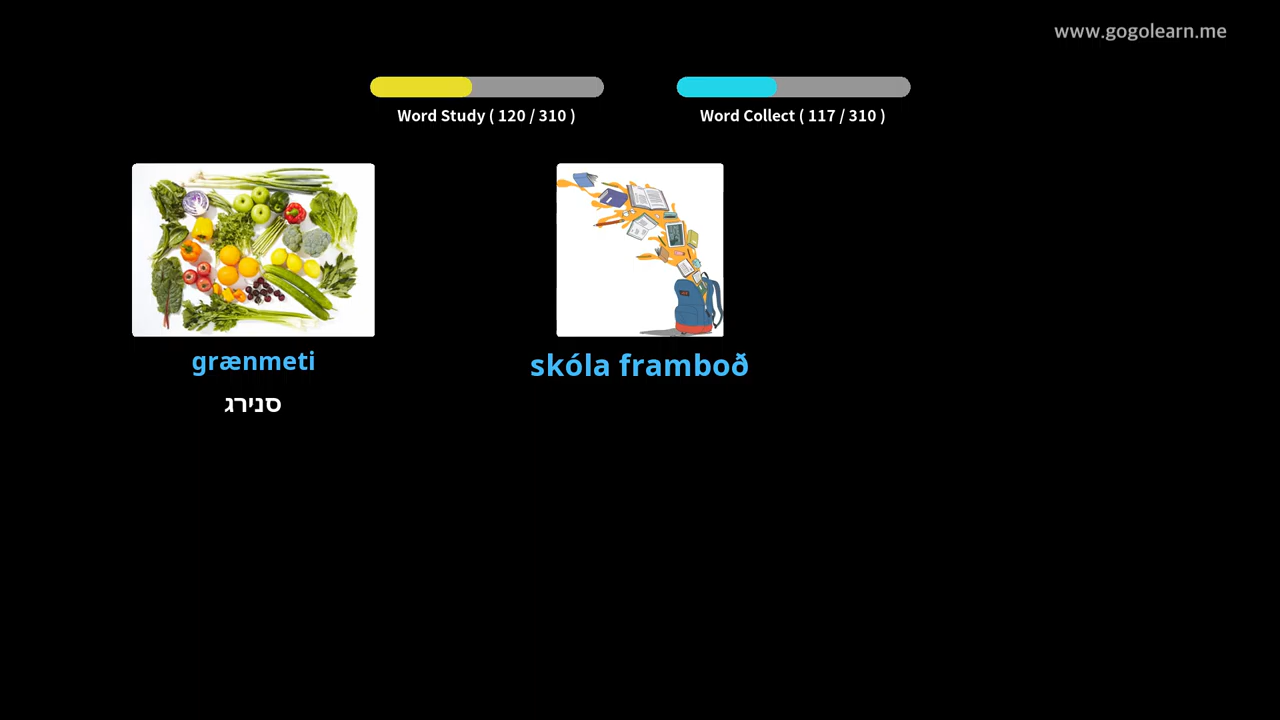 www.gogolearn.me
Word Study ( 120 / 310 )
Word Collect ( 117 / 310 )
grænmeti
סנירג
skóla framboð